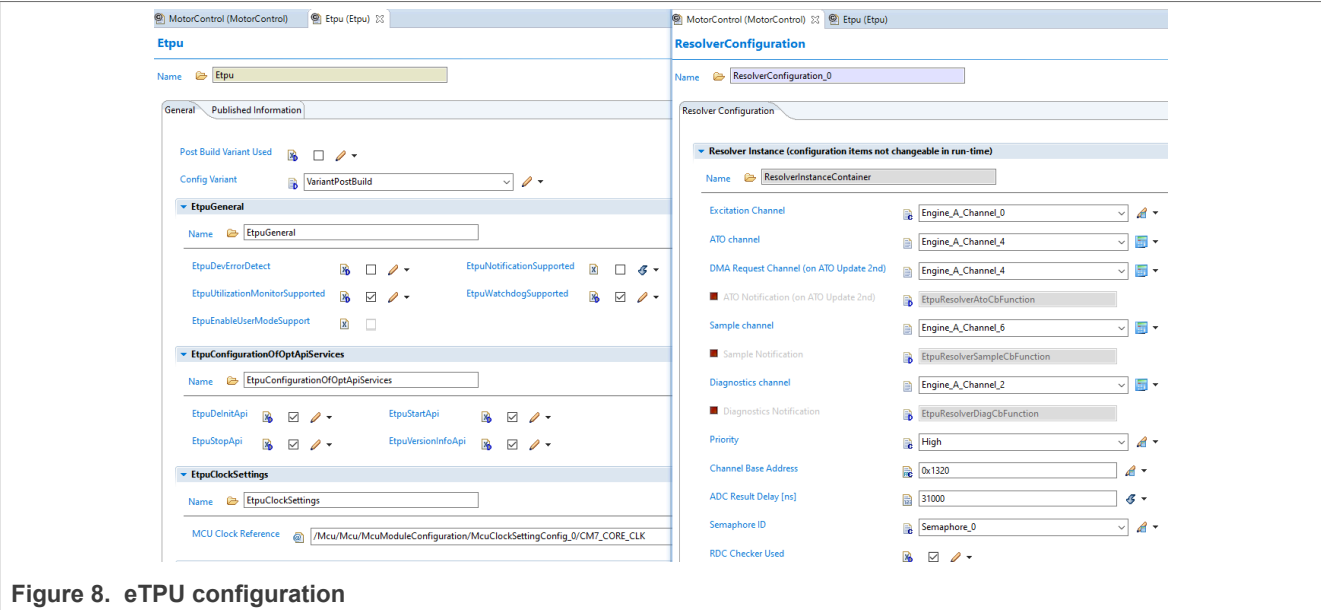 MotorControl (MotorControl) Etpu (Etpu)
Etpu
Name Etpu
General Published Information
Post Build Variant Used
Config Variant VariantPostBuild
EtpuGeneral
Name EtpuGeneral
EtpuDevErrorDetect EtpuNotificationSupported
EtpuUtilizationMonitorSupported EtpuWatchdogSupported
EtpuEnableUserModeSupport
EtpuConfigurationOfOptApiServices
Name EtpuConfigurationOfOptApiServices
EtpuDeInitApi EtpuStartApi
EtpuStopApi EtpuVersionInfoApi
EtpuClockSettings
Name EtpuClockSettings
MCU Clock Reference /Mcu/Mcu/McuModuleConfiguration/McuClockSettingConfig_0/CM7_CORE_CLK
MotorControl (MotorControl) Etpu (Etpu)
ResolverConfiguration
Name ResolverConfiguration_0
Resolver Configuration
Resolver Instance (configuration items not changeable in run-time)
Name ResolverInstanceContainer
Excitation Channel Engine_A_Channel_0
ATO channel Engine_A_Channel_4
DMA Request Channel (on ATO Update 2nd) Engine_A_Channel_4
ATO Notification (on ATO Update 2nd) EtpuResolverAtoCbFunction
Sample channel Engine_A_Channel_6
Sample Notification EtpuResolverSampleCbFunction
Diagnostics channel Engine_A_Channel_2
Diagnostics Notification EtpuResolverDiagCbFunction
Priority High
Channel Base Address 0x1320
ADC Result Delay [ns] 31000
Semaphore ID Semaphore_0
RDC Checker Used
Figure 8. eTPU configuration